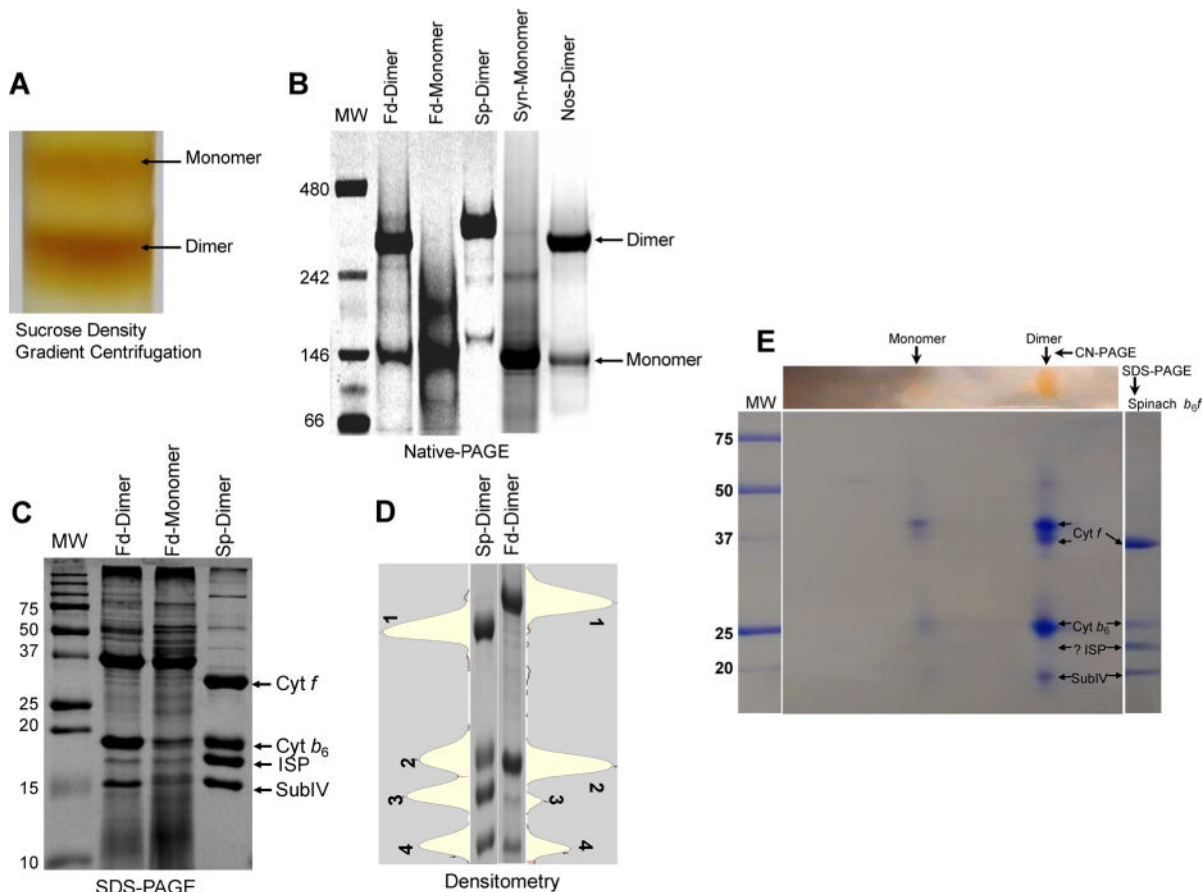 A
Monomer
Dimer
Sucrose Density
Gradient Centrifugation
B
MW
Fd-Dimer
Fd-Monomer
Sp-Dimer
Syn-Monomer
Nos-Dimer
480
242
146
66
Dimer
Monomer
Native-PAGE
C
MW
Fd-Dimer
Fd-Monomer
Sp-Dimer
75
50
37
25
20
15
10
Cyt f
Cyt b6
ISP
SubIV
SDS-PAGE
D
Sp-Dimer
Fd-Dimer
1
2
3
4
1
2
3
4
Densitometry
E
Monomer
Dimer
CN-PAGE
SDS-PAGE
Spinach b6f
MW
75
50
37
25
20
Cyt f
Cyt b6
? ISP
SubIV